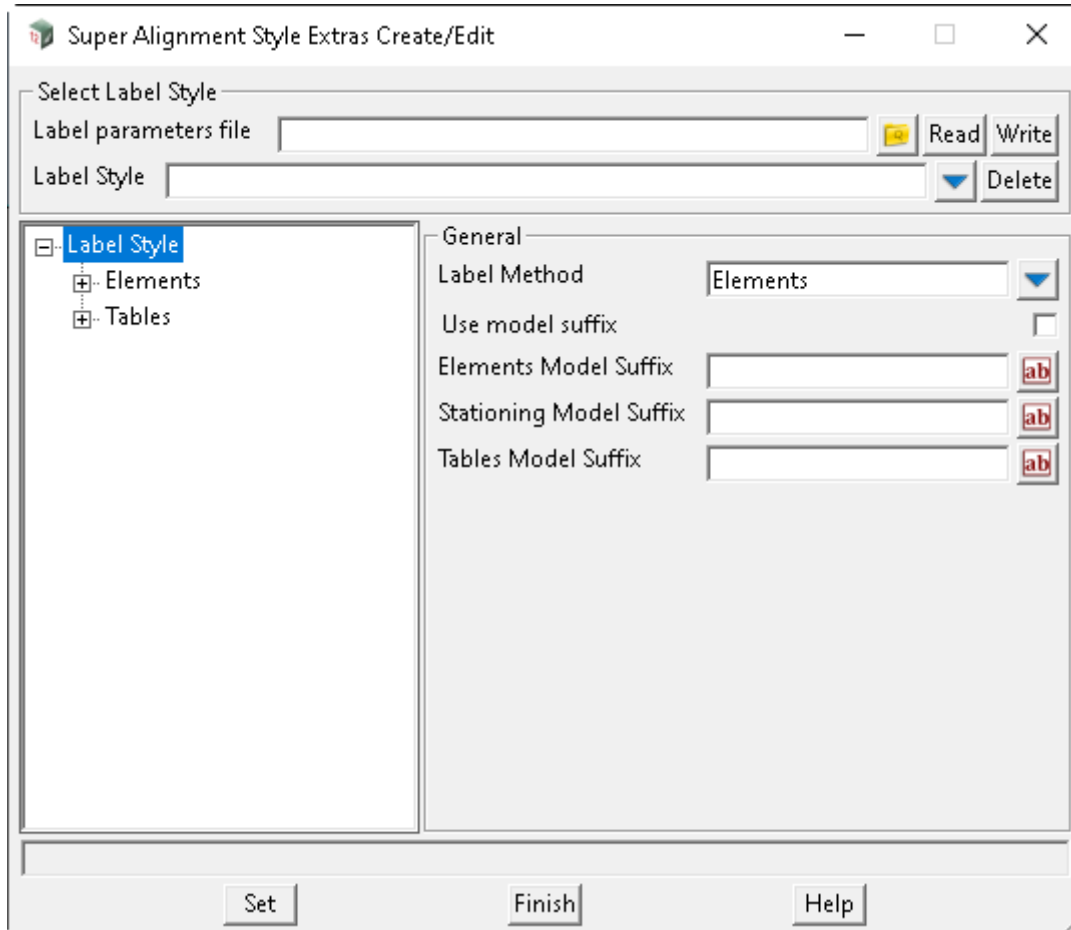 Super Alignment Style Extras Create/Edit
Select Label Style
Label parameters file Read Write
Label Style Delete
Label Style
Elements
Tables
General
Label Method Elements
Use model suffix
Elements Model Suffix ab
Stationing Model Suffix ab
Tables Model Suffix ab
Set Finish Help